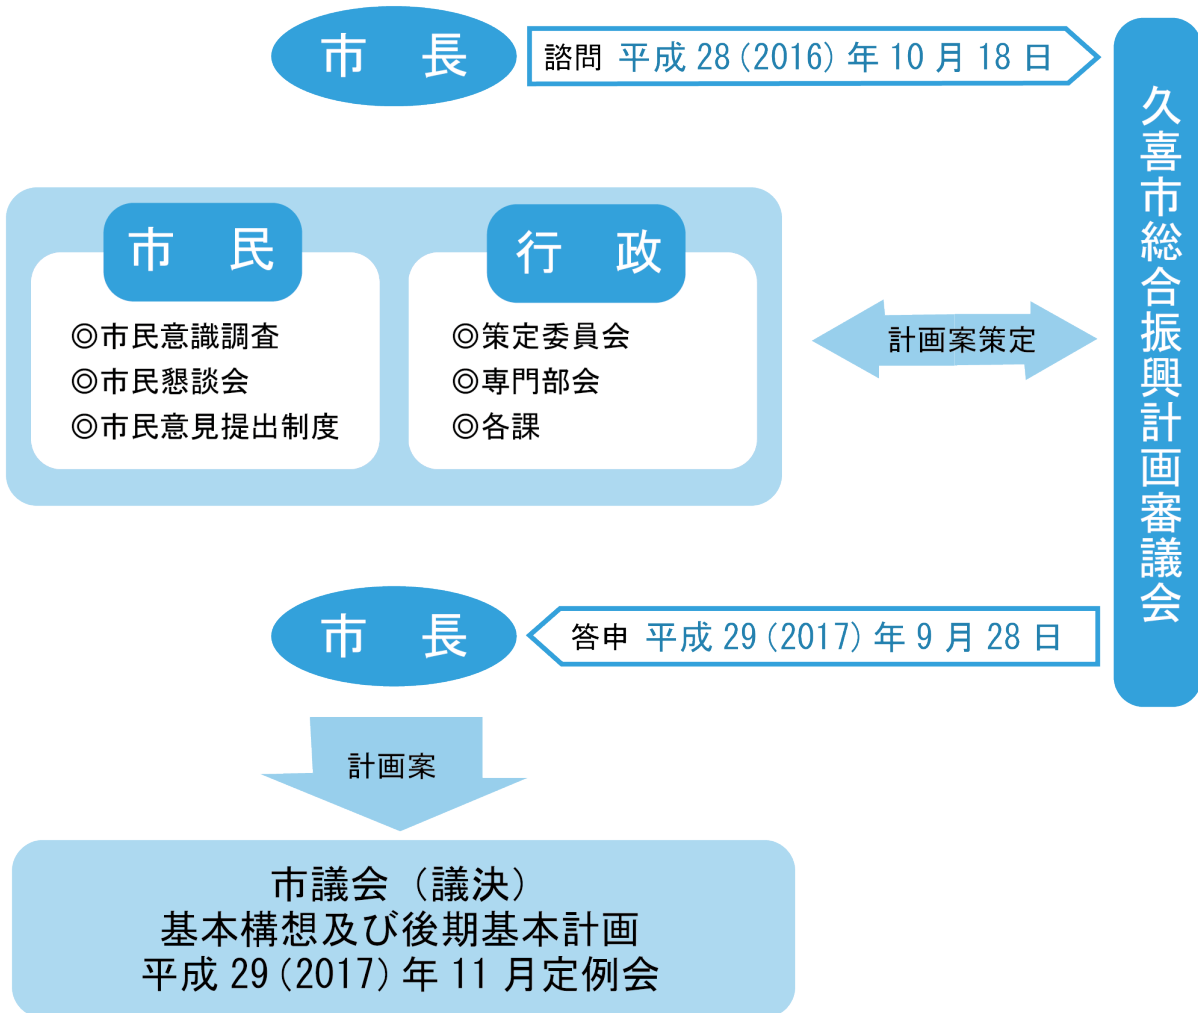 市 長
諮問 平成 28 (2016) 年 10 月 18 日
久喜市総合振興計画審議会
市 民
◎市民意識調査
◎市民懇談会
◎市民意見提出制度
行 政
◎策定委員会
◎専門部会
◎各課
計画案策定
市 長
答申 平成 29 (2017) 年 9 月 28 日
計画案
市議会（議決）
基本構想及び後期基本計画
平成 29 (2017) 年 11 月定例会